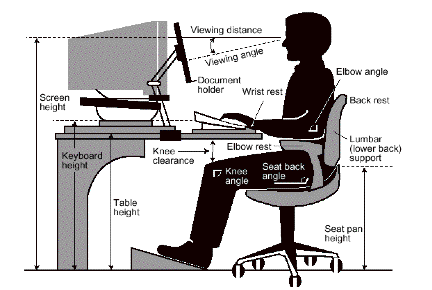 Viewing distance
Viewing angle
Document
holder
Wrist rest
Elbow angle
Back rest
Screen
height
Lumbar
(lower back)
support
Keyboard
height
Knee
clearance
Elbow rest
Knee
angle
Seat back
angle
Table
height
Seat pan
height